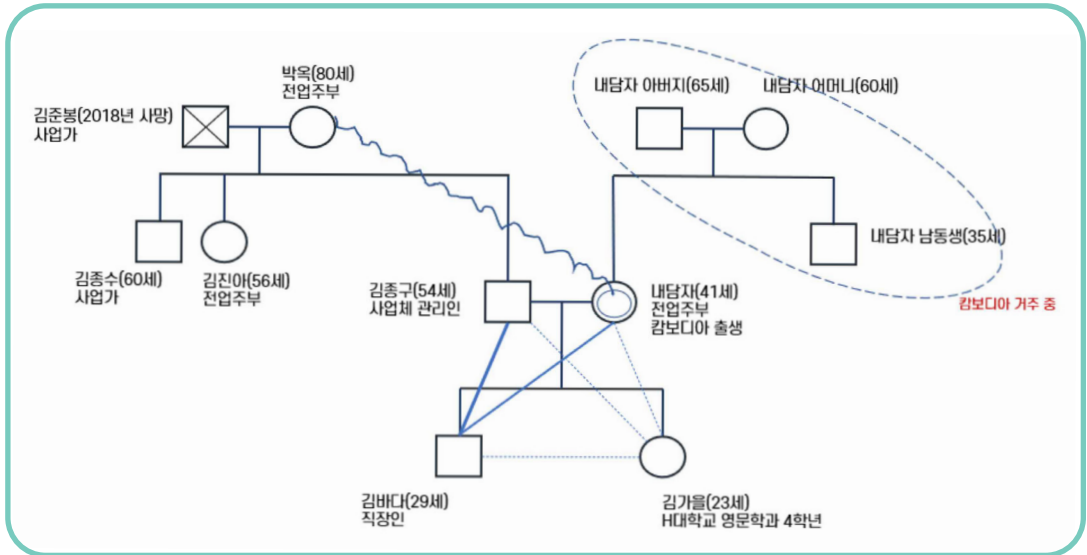 박옥(80세)
전업주부
김준봉(2018년 사망)
사업가
내담자 아버지(65세)
내담자 어머니(60세)
내담자 남동생(35세)
김종수(60세)
사업가
김진아(56세)
전업주부
김종구(54세)
사업체 관리인
내담자(41세)
전업주부
캄보디아 출생
캄보디아 거주 중
김바다(29세)
직장인
김가을(23세)
H대학교 영문학과 4학년